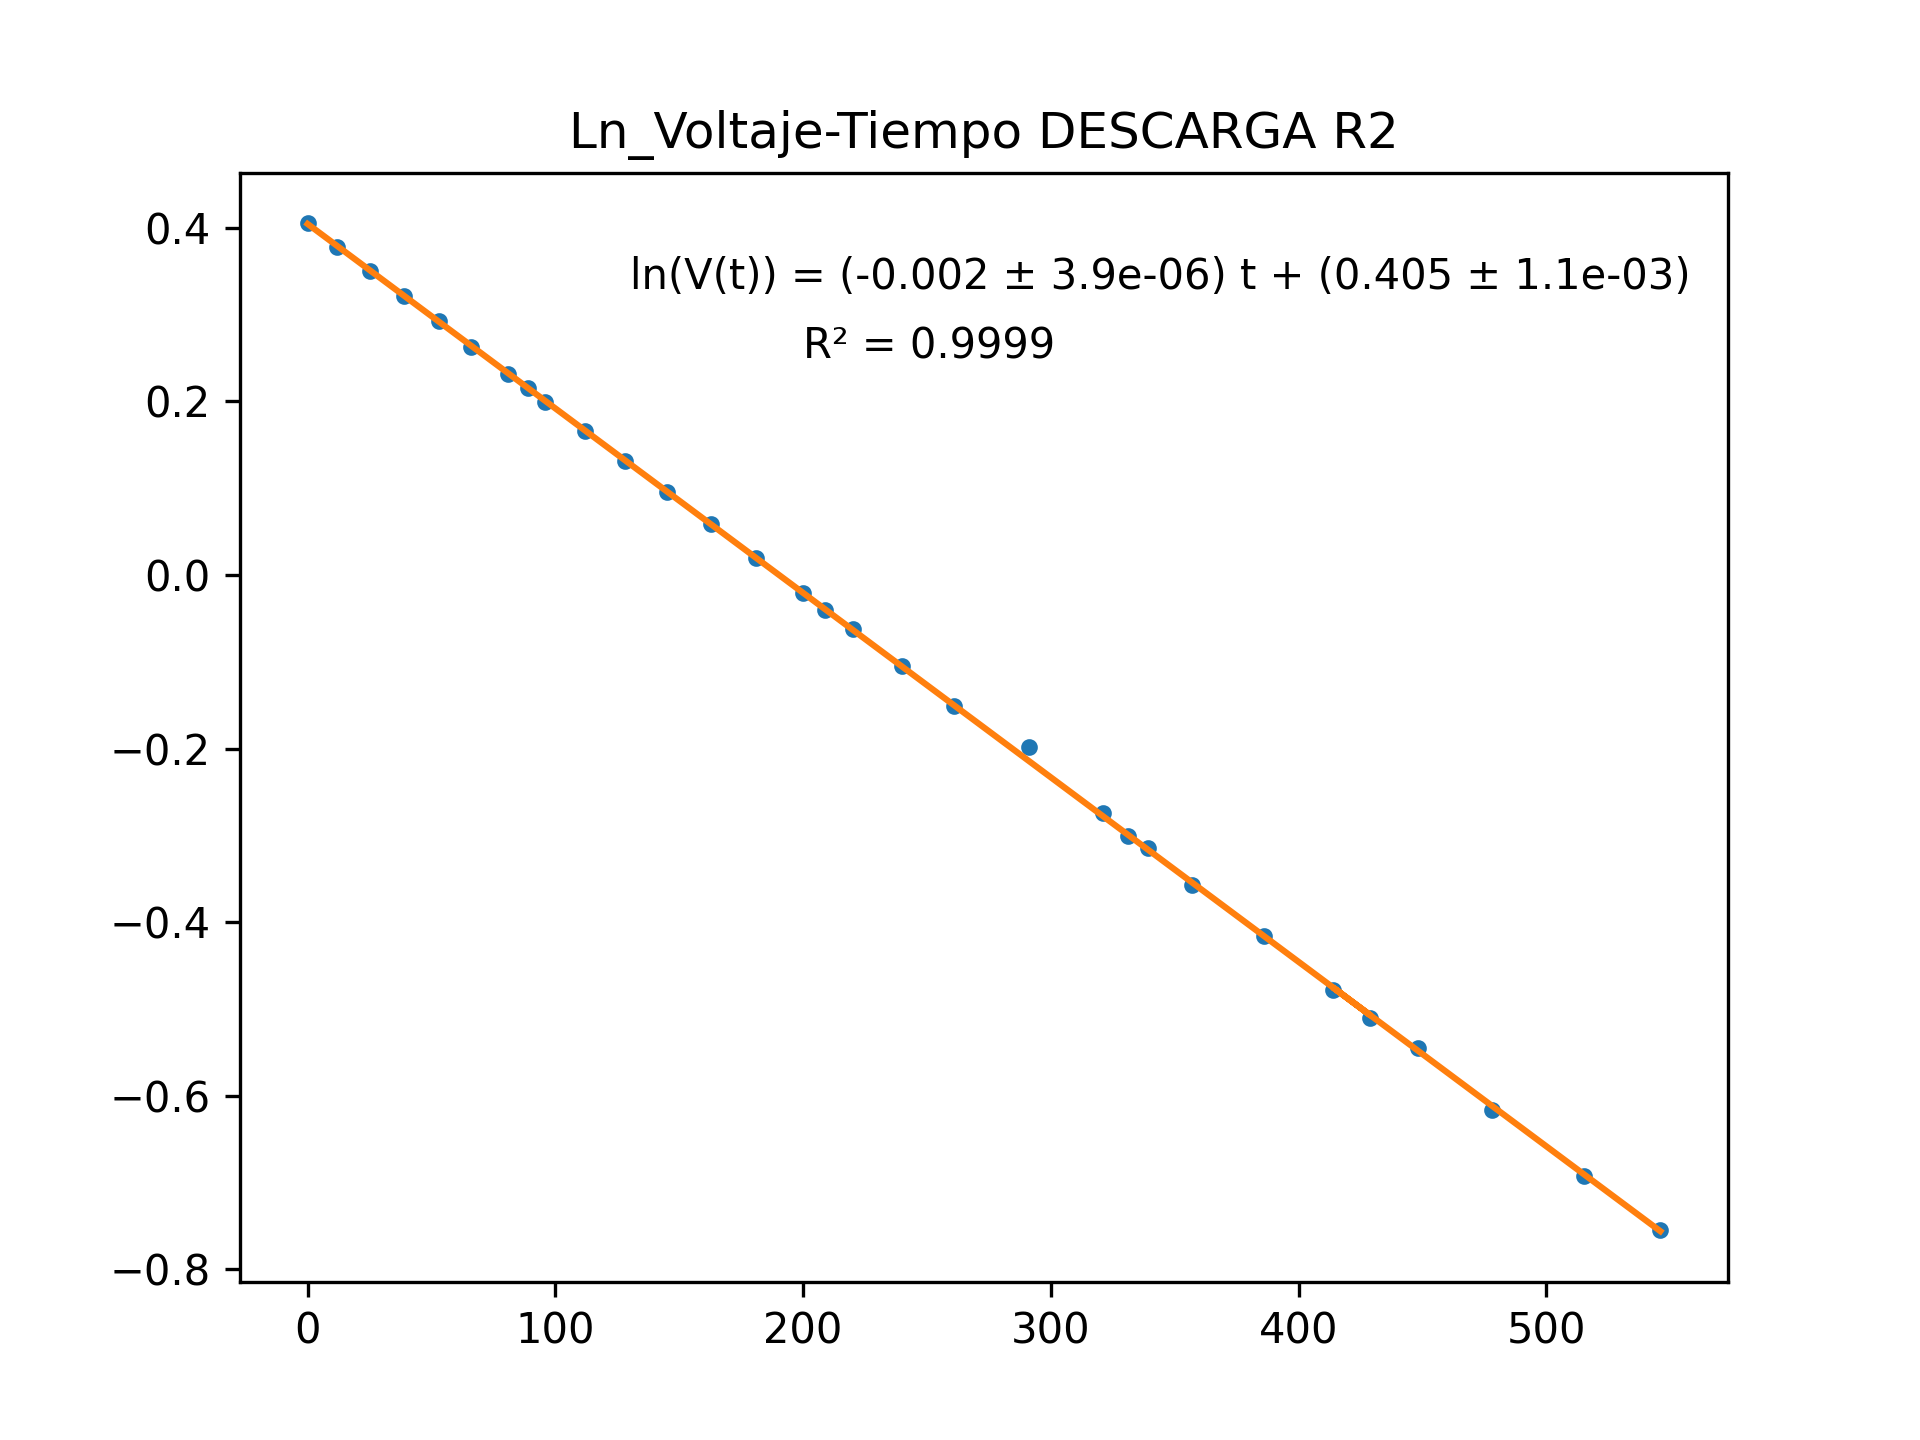 Ln_Voltaje-Tiempo DESCARGA R2
ln(V(t)) = (-0.002 ± 3.9e-06) t + (0.405 ± 1.1e-03)
R² = 0.9999
0.4
0.2
0.0
−0.2
−0.4
−0.6
−0.8
0 100 200 300 400 500